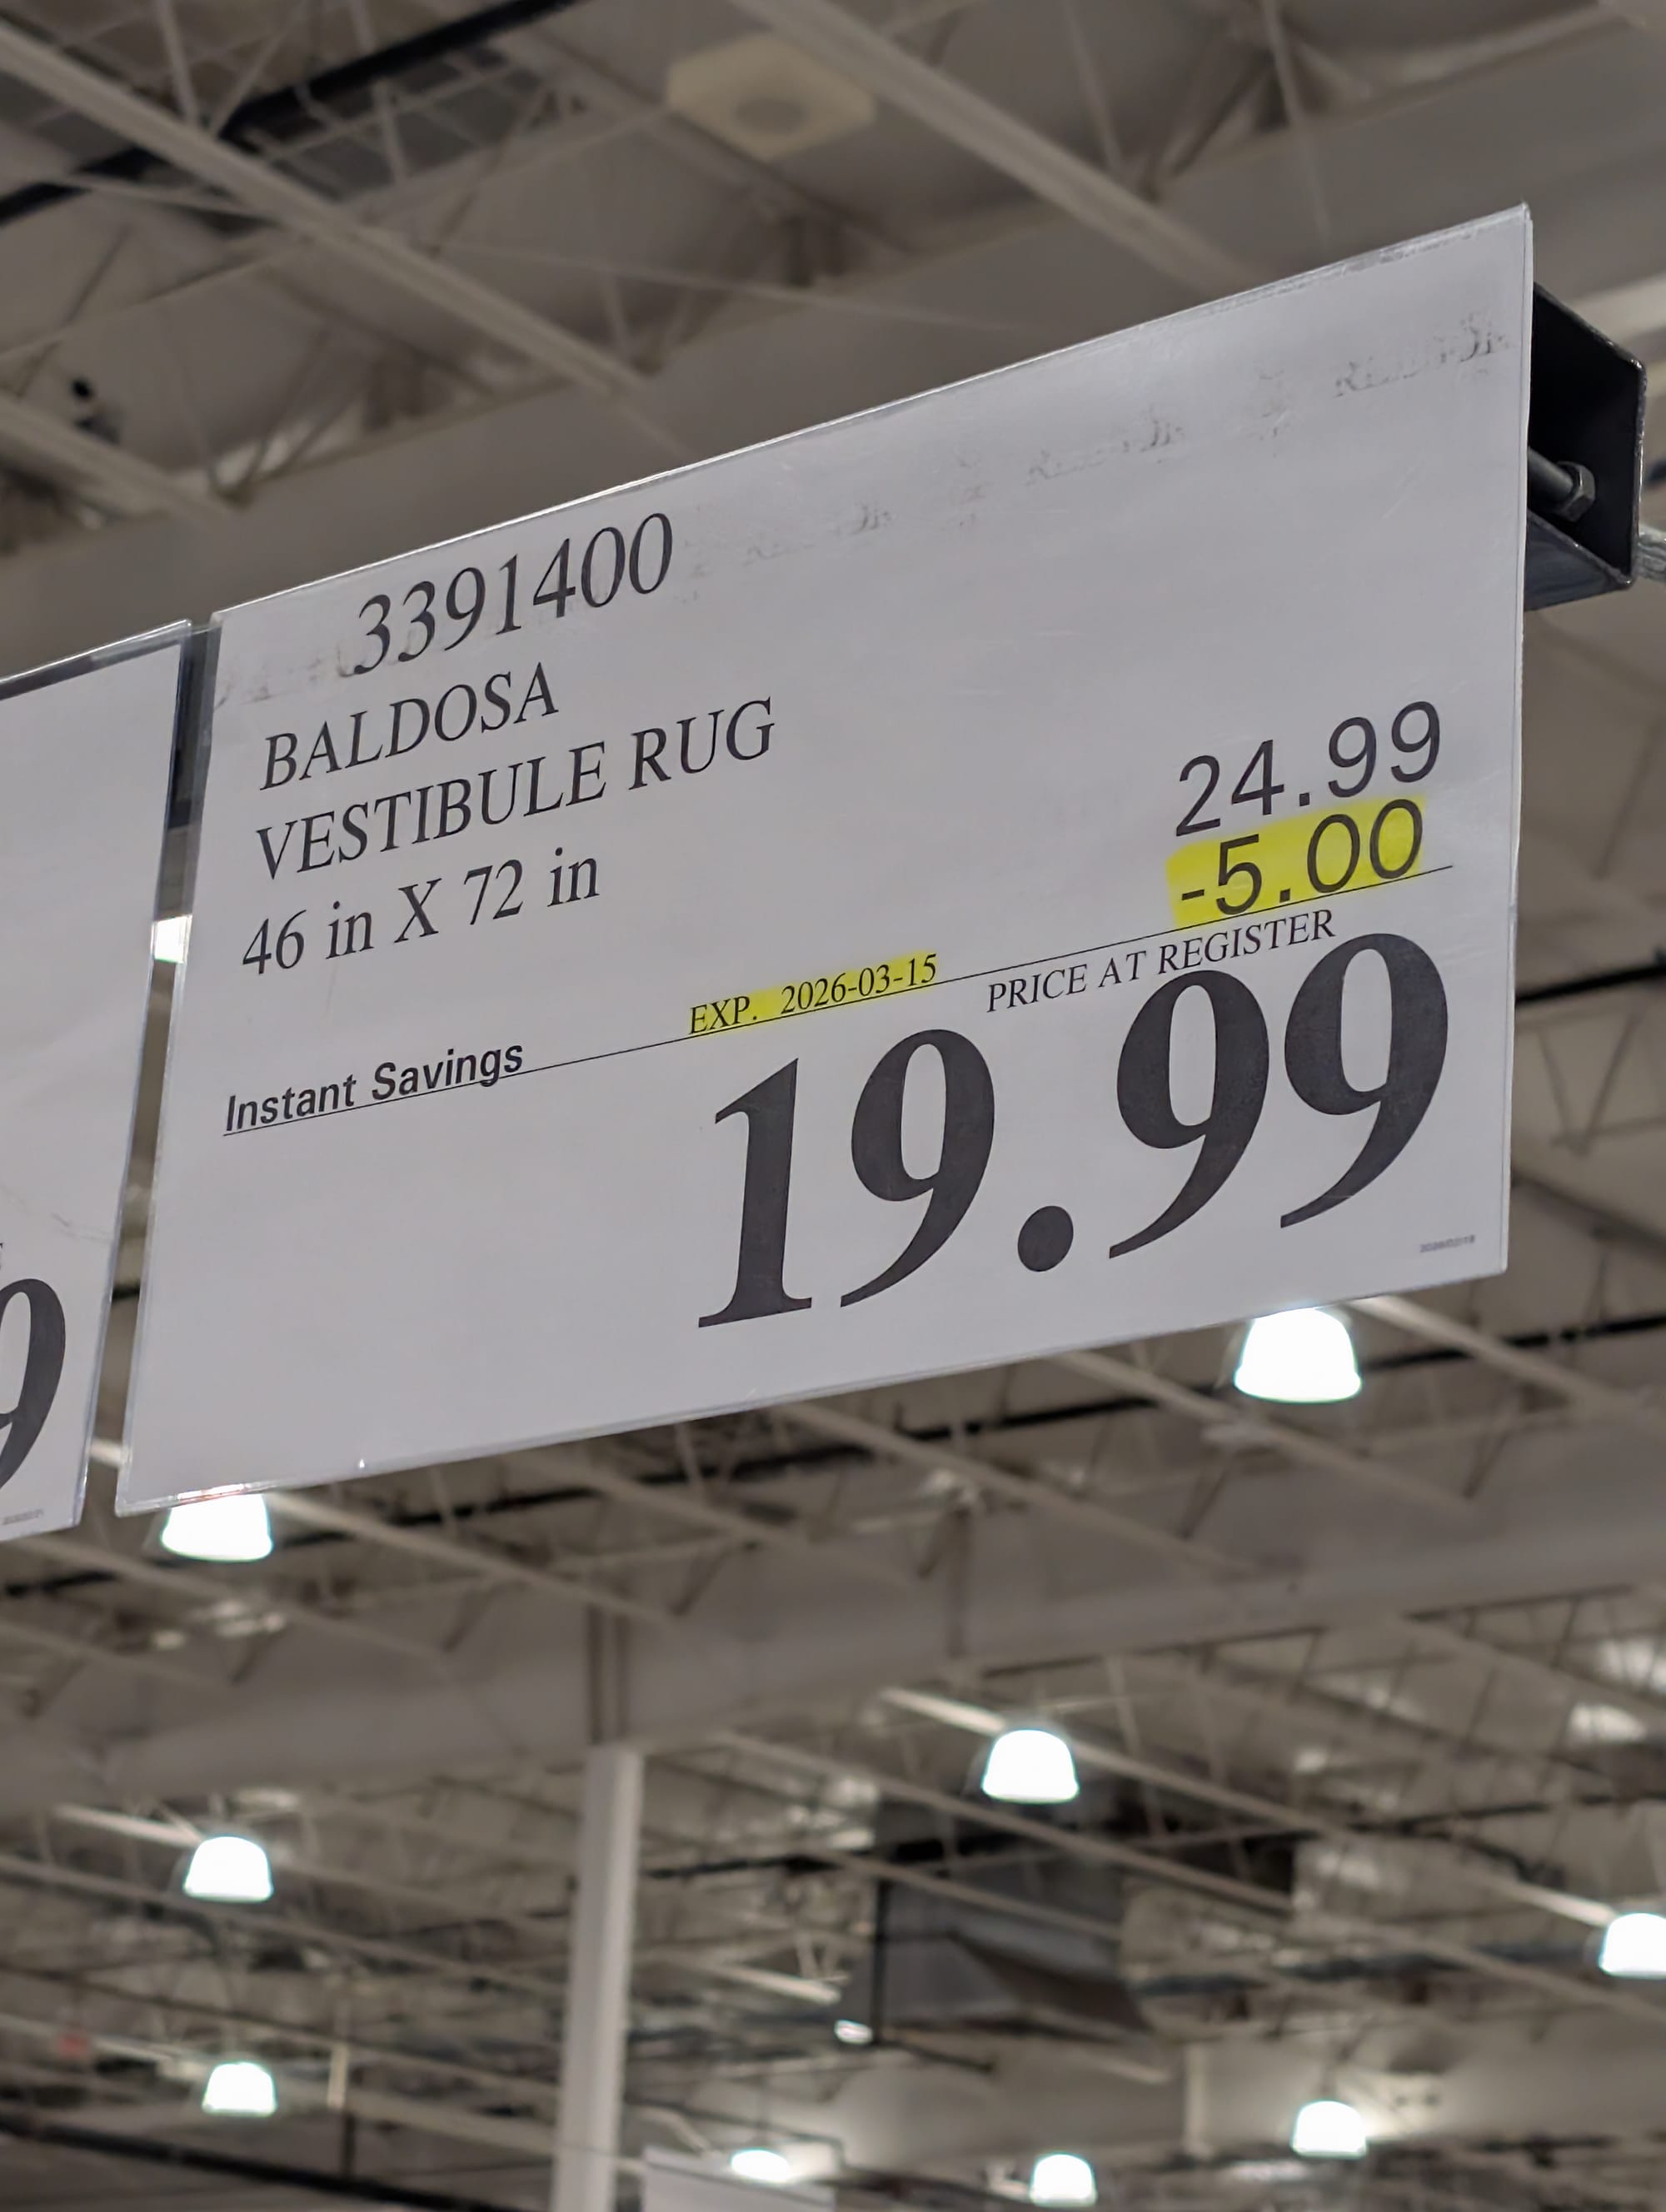 3391400
BALDOSA
VESTIBULE RUG
46 in X 72 in
24.99
-5.00
EXP. 2026-03-15
PRICE AT REGISTER
Instant Savings
19.99
9